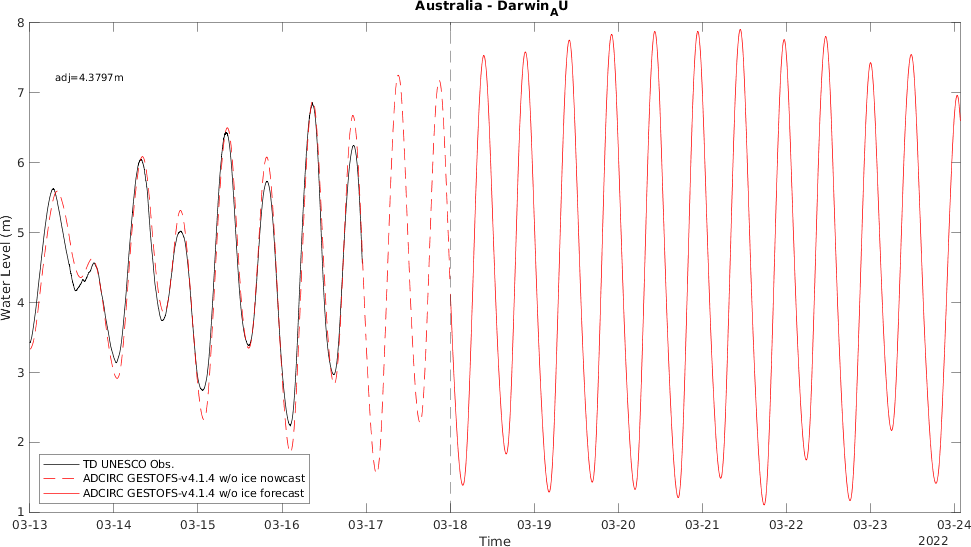 Australia - DarwinAU
8
adj=4.3797m
7
6
5
4
3
2
1
Water Level (m)
TD UNESCO Obs.
ADCIRC GESTOFS-v4.1.4 w/o ice nowcast
ADCIRC GESTOFS-v4.1.4 w/o ice forecast
03-13 03-14 03-15 03-16 03-17 03-18 03-19 03-20 03-21 03-22 03-23 03-24
Time
2022